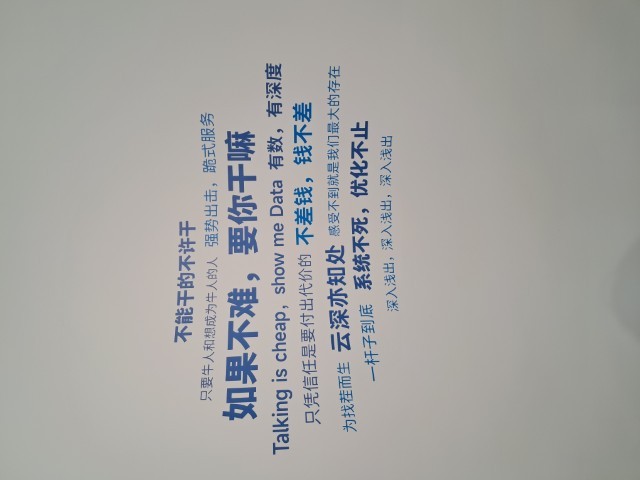 不能干的不许干
只要牛人和想成为牛人的人 强势出击，跪式服务
如果不难，要你干嘛
Talking is cheap，show me Data 有数，有深度
只凭信任是要付出代价的 不差钱，钱不差
为找茬而生 云深亦知处 感受不到就是我们最大的存在
一杆子到底 系统不死，优化不止
深入浅出，深入浅出，深入浅出